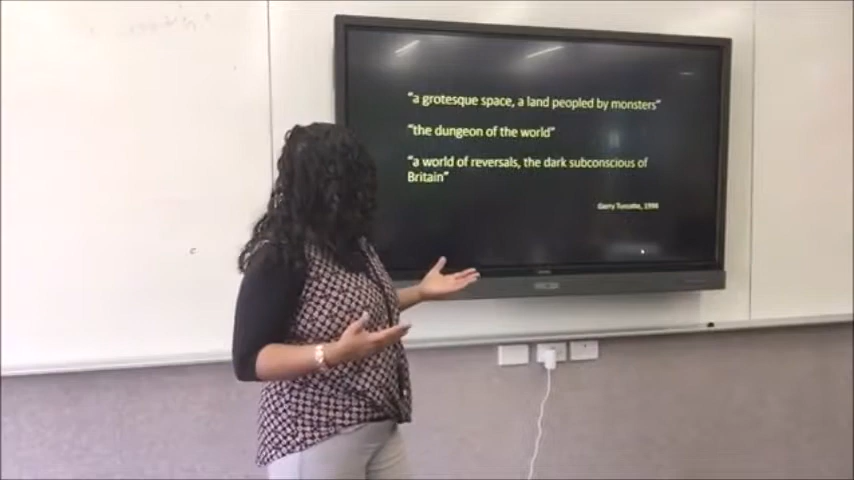 "a grotesque space, a land peopled by monsters"
"the dungeon of the world"
"a world of reversals, the dark subconscious of
Britain"
Gerry Turcotte, 1998